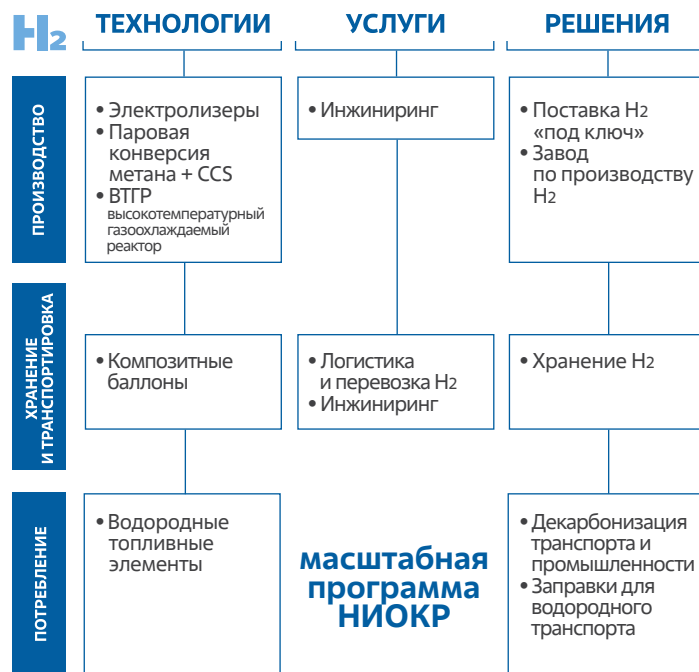 H2
ТЕХНОЛОГИИ
УСЛУГИ
РЕШЕНИЯ
ПРОИЗВОДСТВО
• Электролизеры
• Паровая
конверсия
метана + CCS
• ВТГР
высокотемпературный
газоохлаждаемый
реактор
• Инжиниринг
• Поставка H2
«под ключ»
• Завод
по производству
H2
ХРАНЕНИЕ
И ТРАНСПОРТИРОВКА
• Композитные
баллоны
• Логистика
и перевозка H2
• Инжиниринг
• Хранение H2
ПОТРЕБЛЕНИЕ
• Водородные
топливные
элементы
масштабная
программа
НИОКР
• Декарбонизация
транспорта и
промышленности
• Заправки для
водородного
транспорта